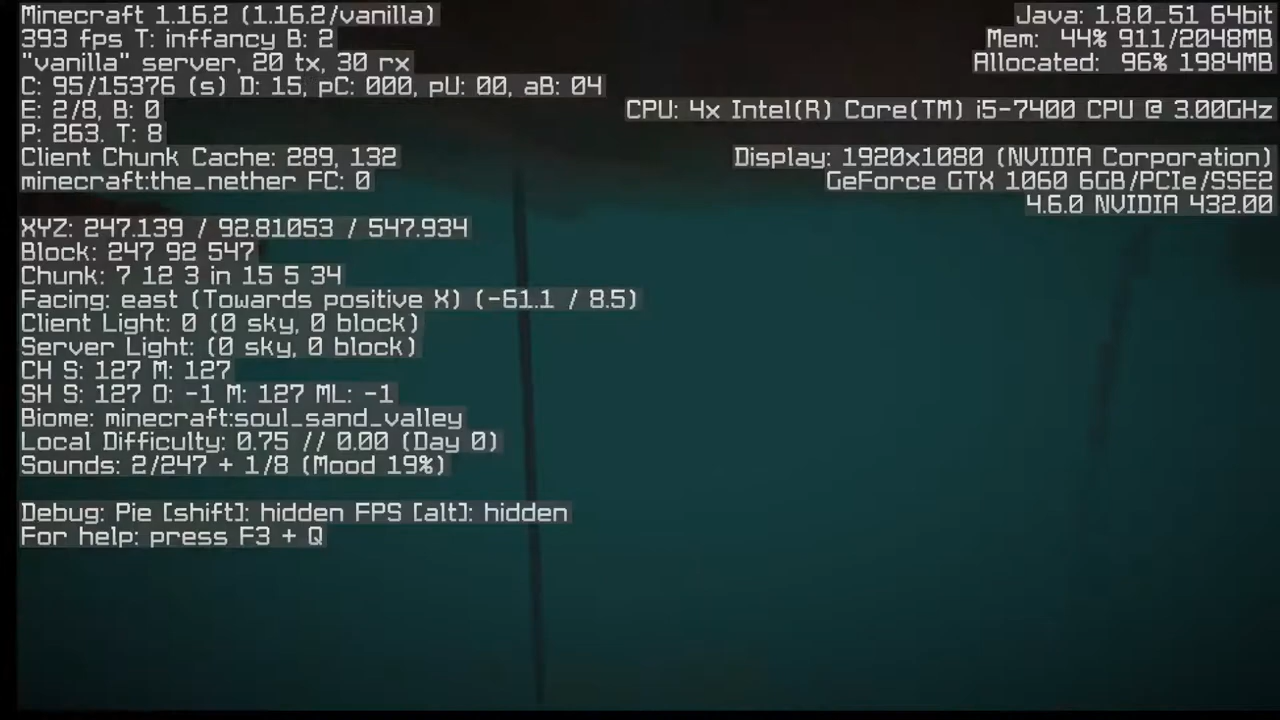 Minecraft 1.16.2 (1.16.2/vanilla)
393 fps T: inffancy B: 2
"vanilla" server, 20 tx, 30 rx
C: 95/15376 (s) D: 15, pC: 000, pU: 00, aB: 04
E: 2/8, B: 0
P: 263. T: 8
Client Chunk Cache: 289, 132
minecraft:the_nether FC: 0
XYZ: 247.139 / 92.81053 / 547.934
Block: 247 92 547
Chunk: 7 12 3 in 15 5 34
Facing: east (Towards positive X) (-61.1 / 8.5)
Client Light: 0 (0 sky, 0 block)
Server Light: (0 sky, 0 block)
CH S: 127 M: 127
SH S: 127 O: -1 M: 127 ML: -1
Biome: minecraft:soul_sand_valley
Local Difficulty: 0.75 // 0.00 (Day 0)
Sounds: 2/247 + 1/8 (Mood 19%)
Debug: Pie [shift]: hidden FPS [alt]: hidden
For help: press F3 + Q
Java: 1.8.0_51 64bit
Mem: 44% 911/2048MB
Allocated: 96% 1984MB
CPU: 4x Intel(R) Core(TM) i5-7400 CPU @ 3.00GHz
Display: 1920x1080 (NVIDIA Corporation)
GeForce GTX 1060 6GB/PCIe/SSE2
4.6.0 NVIDIA 432.00